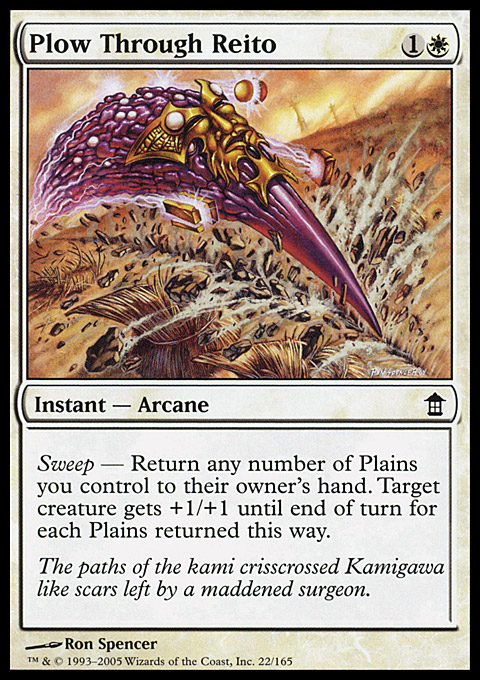 Plow Through Reito 1
Instant — Arcane
Sweep — Return any number of Plains
you control to their owner's hand. Target
creature gets +1/+1 until end of turn for
each Plains returned this way.
The paths of the kami crisscrossed Kamigawa
like scars left by a maddened surgeon.
Ron Spencer
™ & © 1993–2005 Wizards of the Coast, Inc. 22/165